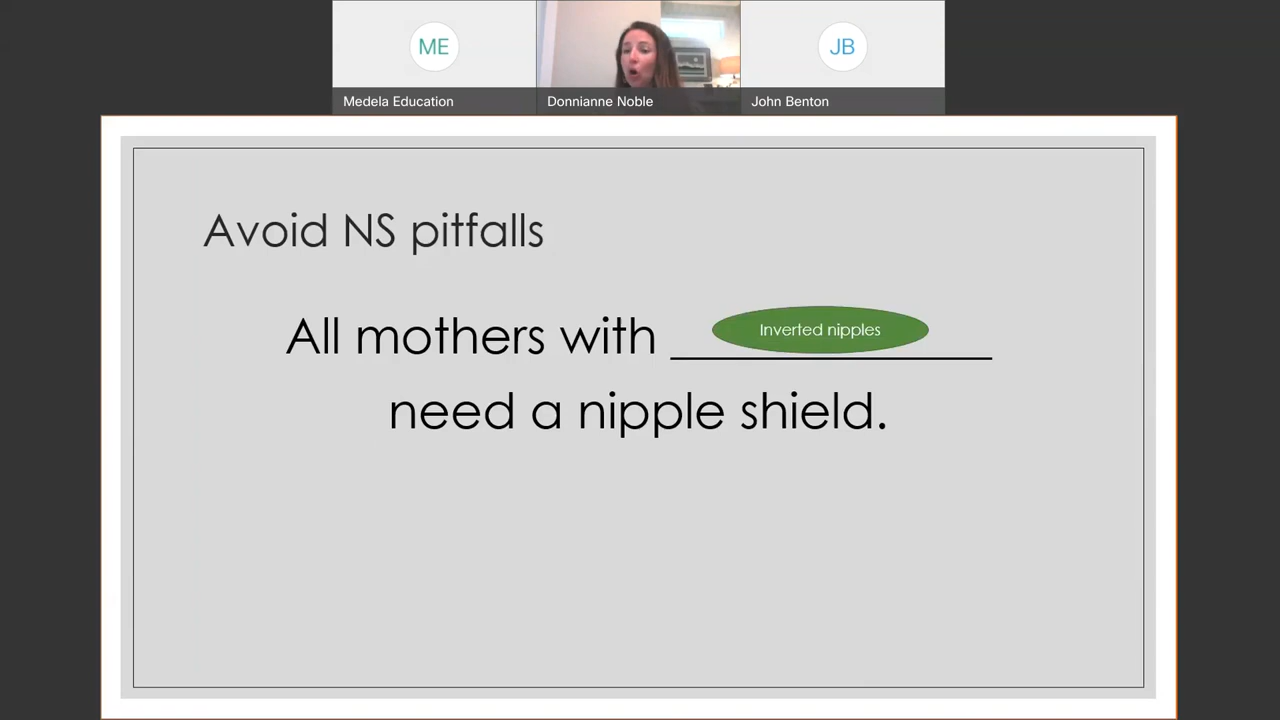 ME
JB
Medela Education
Donnianne Noble
John Benton
Avoid NS pitfalls
All mothers with Inverted nipples
need a nipple shield.